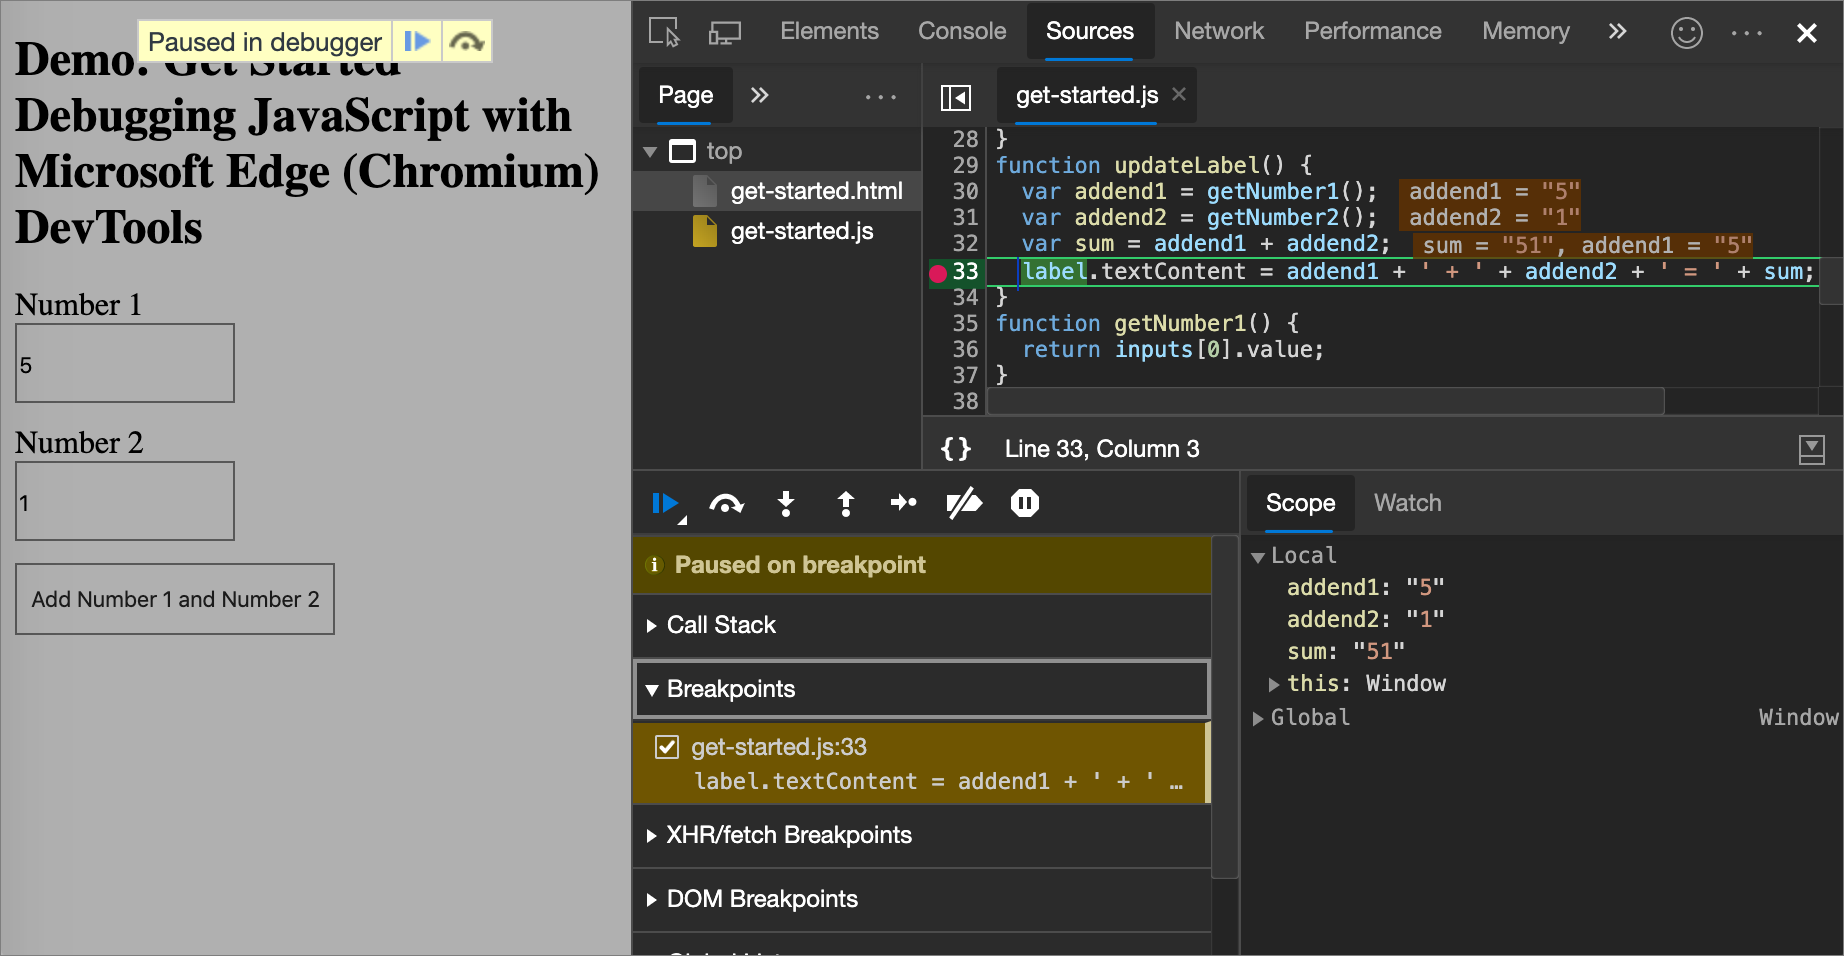 Paused in debugger
Demo: Get Started
Debugging JavaScript with
Microsoft Edge (Chromium)
DevTools
Number 1
5
Number 2
1
Add Number 1 and Number 2
Elements Console Sources Network Performance Memory
Page
top
get-started.html
get-started.js
get-started.js
28 }
29 function updateLabel() {
30 var addend1 = getNumber1(); addend1 = "5"
31 var addend2 = getNumber2(); addend2 = "1"
32 var sum = addend1 + addend2; sum = "51", addend1 = "5"
33 label.textContent = addend1 + ' + ' + addend2 + ' = ' + sum;
34 }
35 function getNumber1() {
36 return inputs[0].value;
37 }
38
{} Line 33, Column 3
Paused on breakpoint
Call Stack
Breakpoints
get-started.js:33
label.textContent = addend1 + ' + ' …
XHR/fetch Breakpoints
DOM Breakpoints
Scope Watch
Local
addend1: "5"
addend2: "1"
sum: "51"
this: Window
Global Window